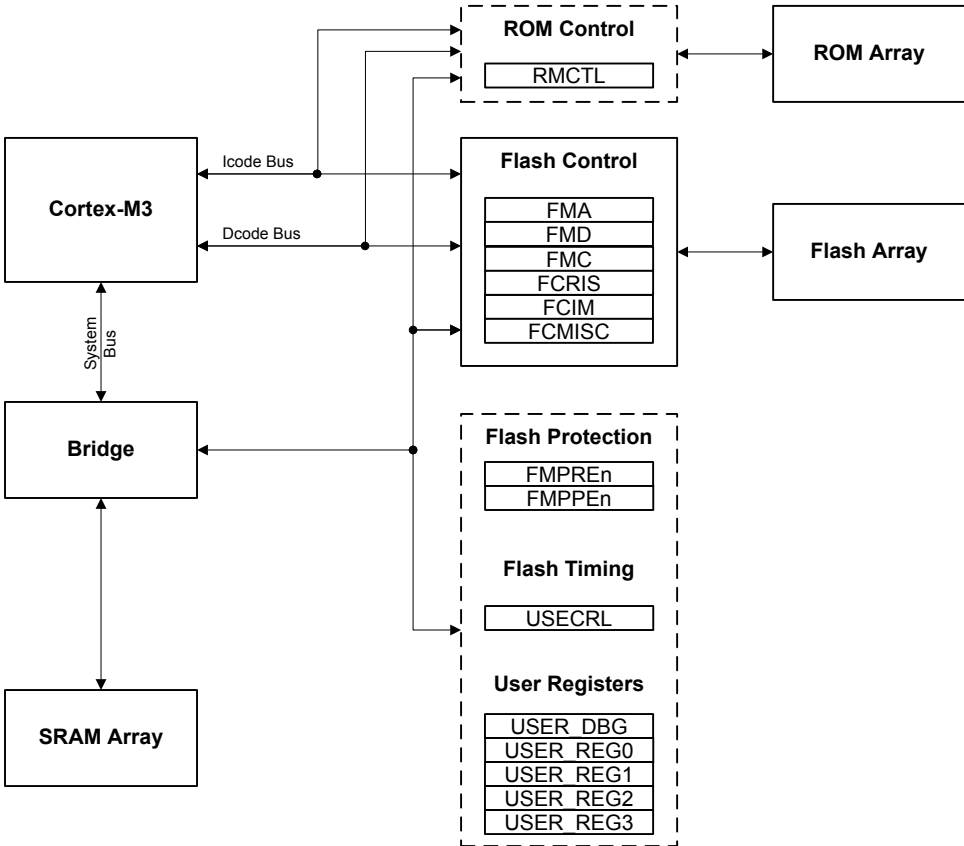 ROM Control
RMCTL
ROM Array
Cortex-M3
Icode Bus
Dcode Bus
Flash Control
FMA
FMD
FMC
FCRIS
FCIM
FCMISC
Flash Array
System
Bus
Bridge
Flash Protection
FMPREn
FMPPEn
Flash Timing
USECRL
User Registers
USER_DBG
USER_REG0
USER_REG1
USER_REG2
USER_REG3
SRAM Array